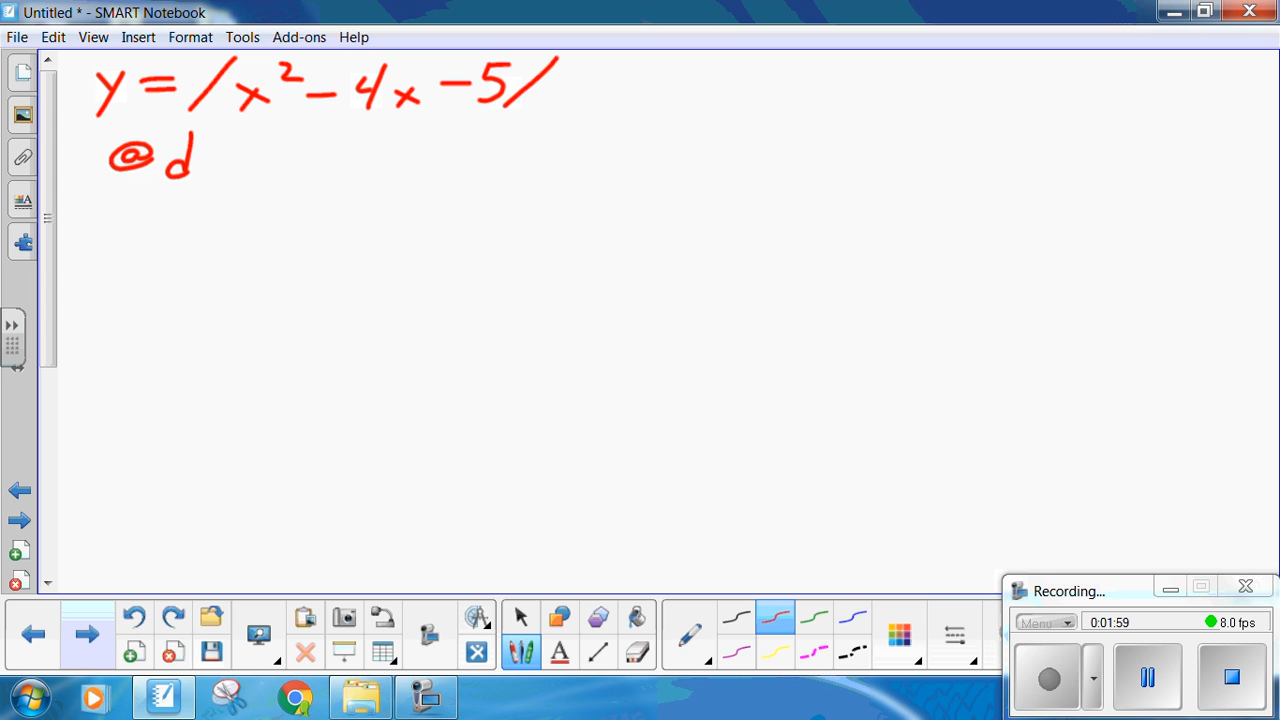 Untitled * - SMART Notebook
File Edit View Insert Format Tools Add-ons Help
y = |x² - 4x - 5|
@ d
Recording...
Menu 0:01:59 8.0 fps